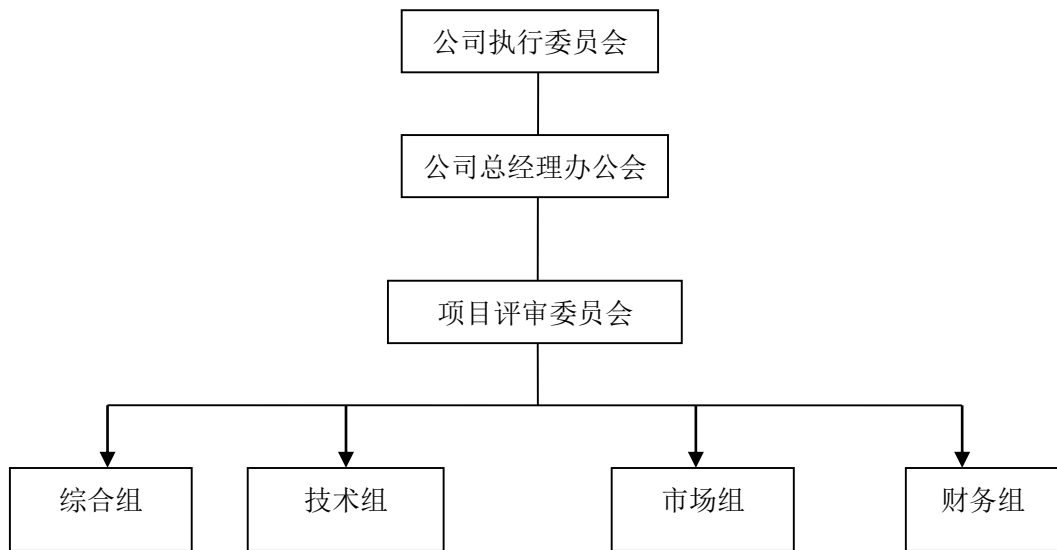 公司执行委员会
公司总经理办公会
项目评审委员会
综合组
技术组
市场组
财务组